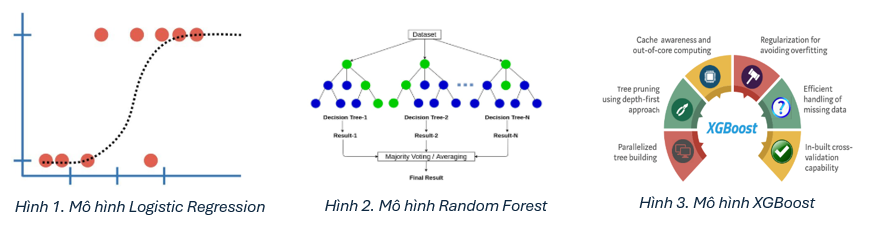 Hình 1. Mô hình Logistic Regression
Dataset
Decision Tree-1
Decision Tree-2
Decision Tree-N
Result-1
Result-2
Result-N
Majority Voting / Averaging
Final Result
Hình 2. Mô hình Random Forest
Cache awareness and
out-of-core computing
Regularization for
avoiding overfitting
Tree pruning
using depth-first
approach
Efficient
handling of
missing data
XGBoost
Parallelized
tree building
In-built cross-
validation
capability
Hình 3. Mô hình XGBoost